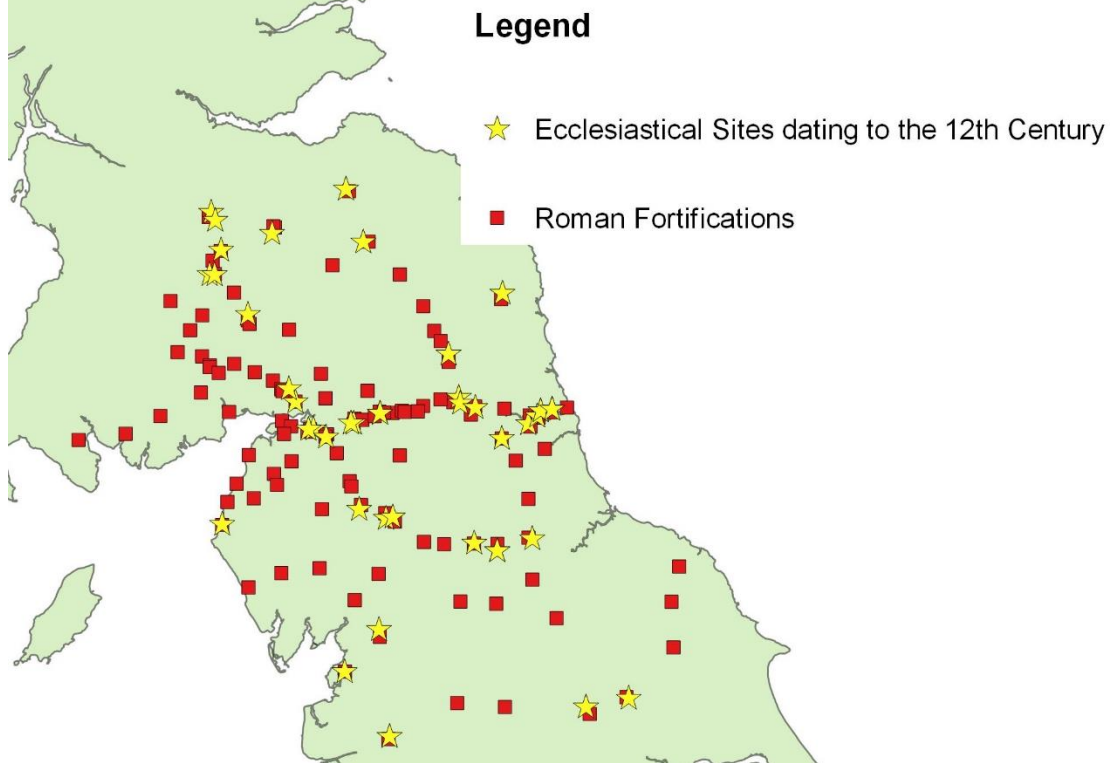 Legend
Ecclesiastical Sites dating to the 12th Century
Roman Fortifications